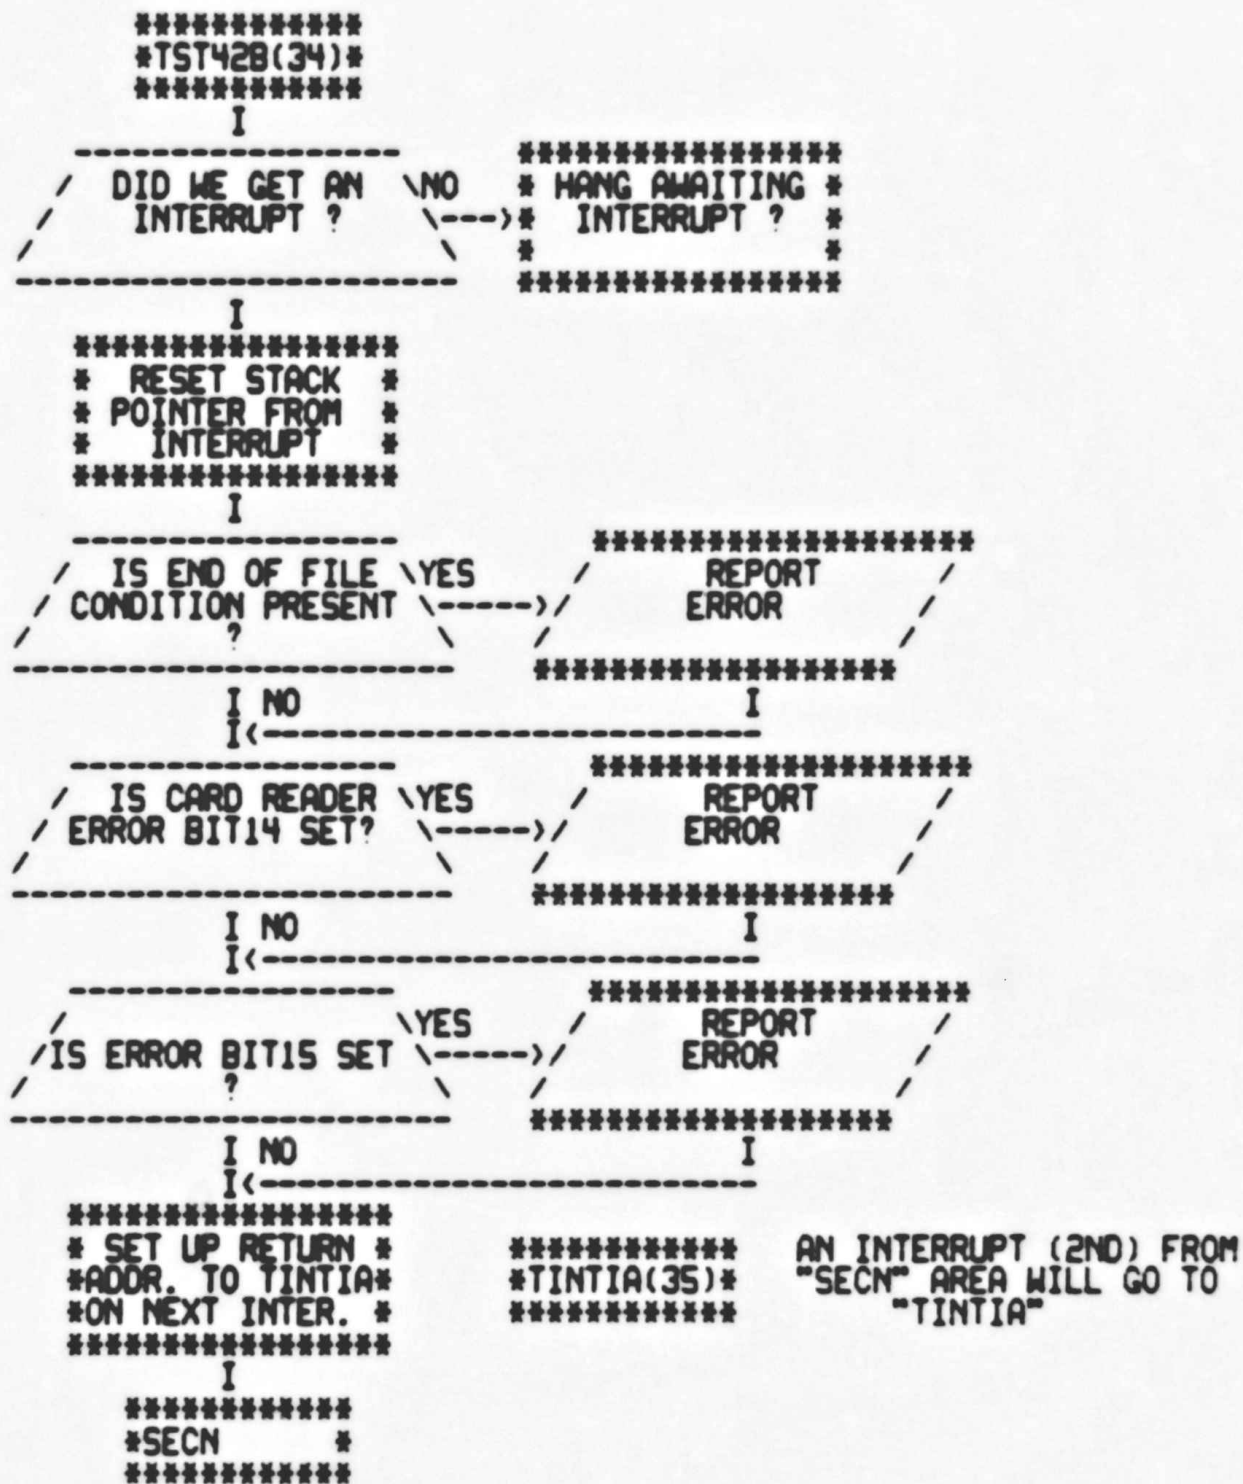 ***********
*TST42B(34)*
***********
I
DID WE GET AN \NO
INTERRUPT ? \--->
* HANG AWAITING *
* INTERRUPT ? *
I
*****************
* RESET STACK *
* POINTER FROM *
* INTERRUPT *
*****************
I
IS END OF FILE \YES
CONDITION PRESENT \----->
?
REPORT
ERROR
I NO I
I<--------------------------
IS CARD READER \YES
ERROR BIT14 SET? \----->
REPORT
ERROR
I NO I
I<--------------------------
\YES
IS ERROR BIT15 SET \----->
?
REPORT
ERROR
I NO I
I<--------------------------
*****************
* SET UP RETURN *
*ADDR. TO TINTIA*
*ON NEXT INTER. *
*****************
I
************
*TINTIA(35)*
************
AN INTERRUPT (2ND) FROM
"SECN" AREA WILL GO TO
"TINTIA"
************
*SECN *
************